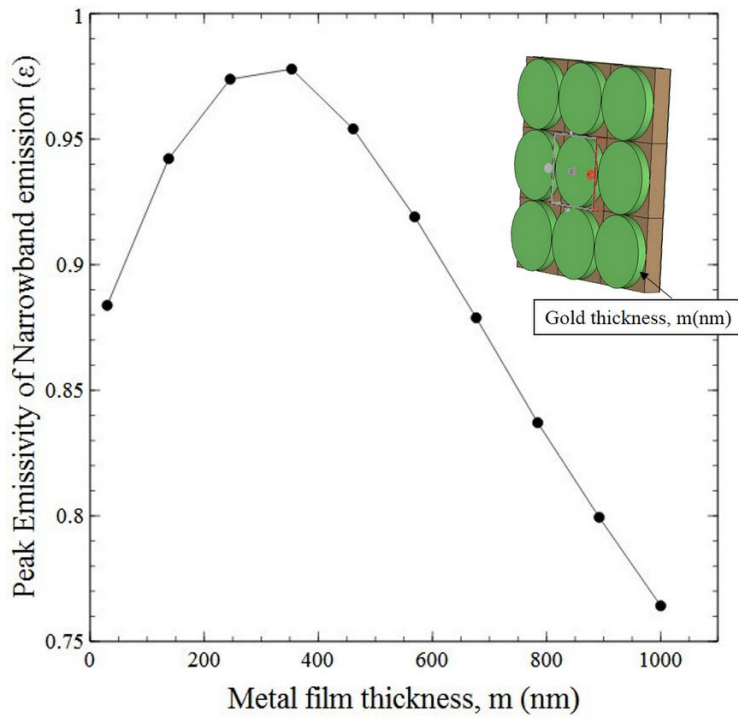 Peak Emissivity of Narrowband emission (ε)
1
0.95
0.9
0.85
0.8
0.75
Gold thickness, m(nm)
0 200 400 600 800 1000
Metal film thickness, m (nm)